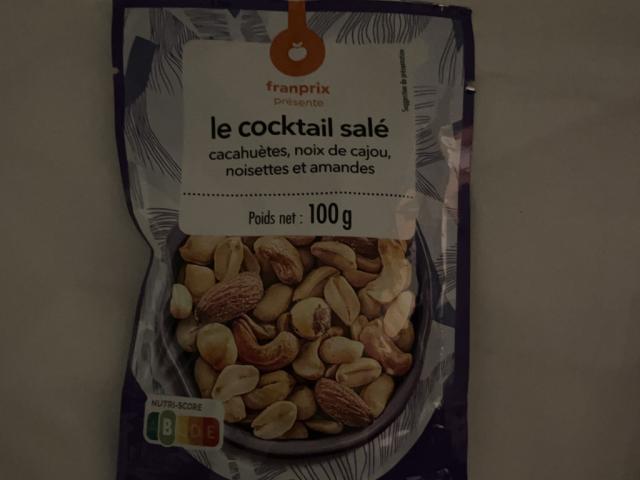 franprix
présente
le cocktail salé
cacahuètes, noix de cajou,
noisettes et amandes
Poids net : 100 g
Suggestion de présentation
NUTRI-SCORE
B C D E